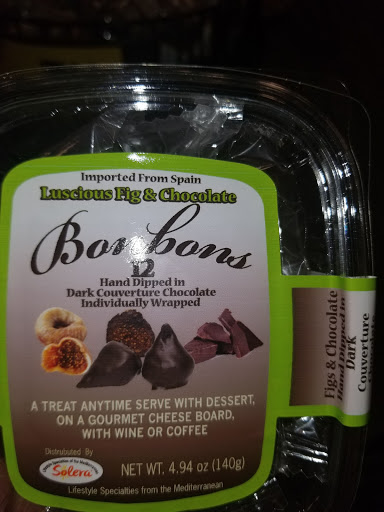 Imported From Spain
Luscious Fig & Chocolate
Bonbons
12
Hand Dipped in
Dark Couverture Chocolate
Individually Wrapped
A TREAT ANYTIME SERVE WITH DESSERT,
ON A GOURMET CHEESE BOARD,
WITH WINE OR COFFEE
Distrubuted By
Solera
NET WT. 4.94 oz (140g)
Lifestyle Specialties from the Mediterranean
Figs & Chocolate
Hand Dipped in
Dark
Couverture